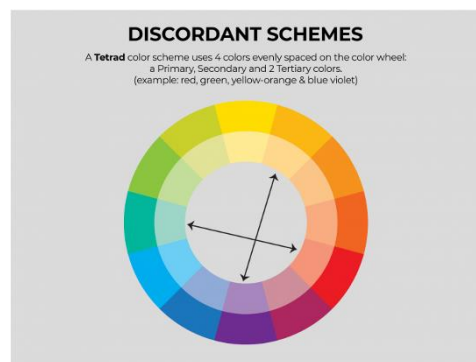 DISCORDANT SCHEMES
A Tetrad color scheme uses 4 colors evenly spaced on the color wheel:
a Primary, Secondary and 2 Tertiary colors.
(example: red, green, yellow-orange & blue violet)